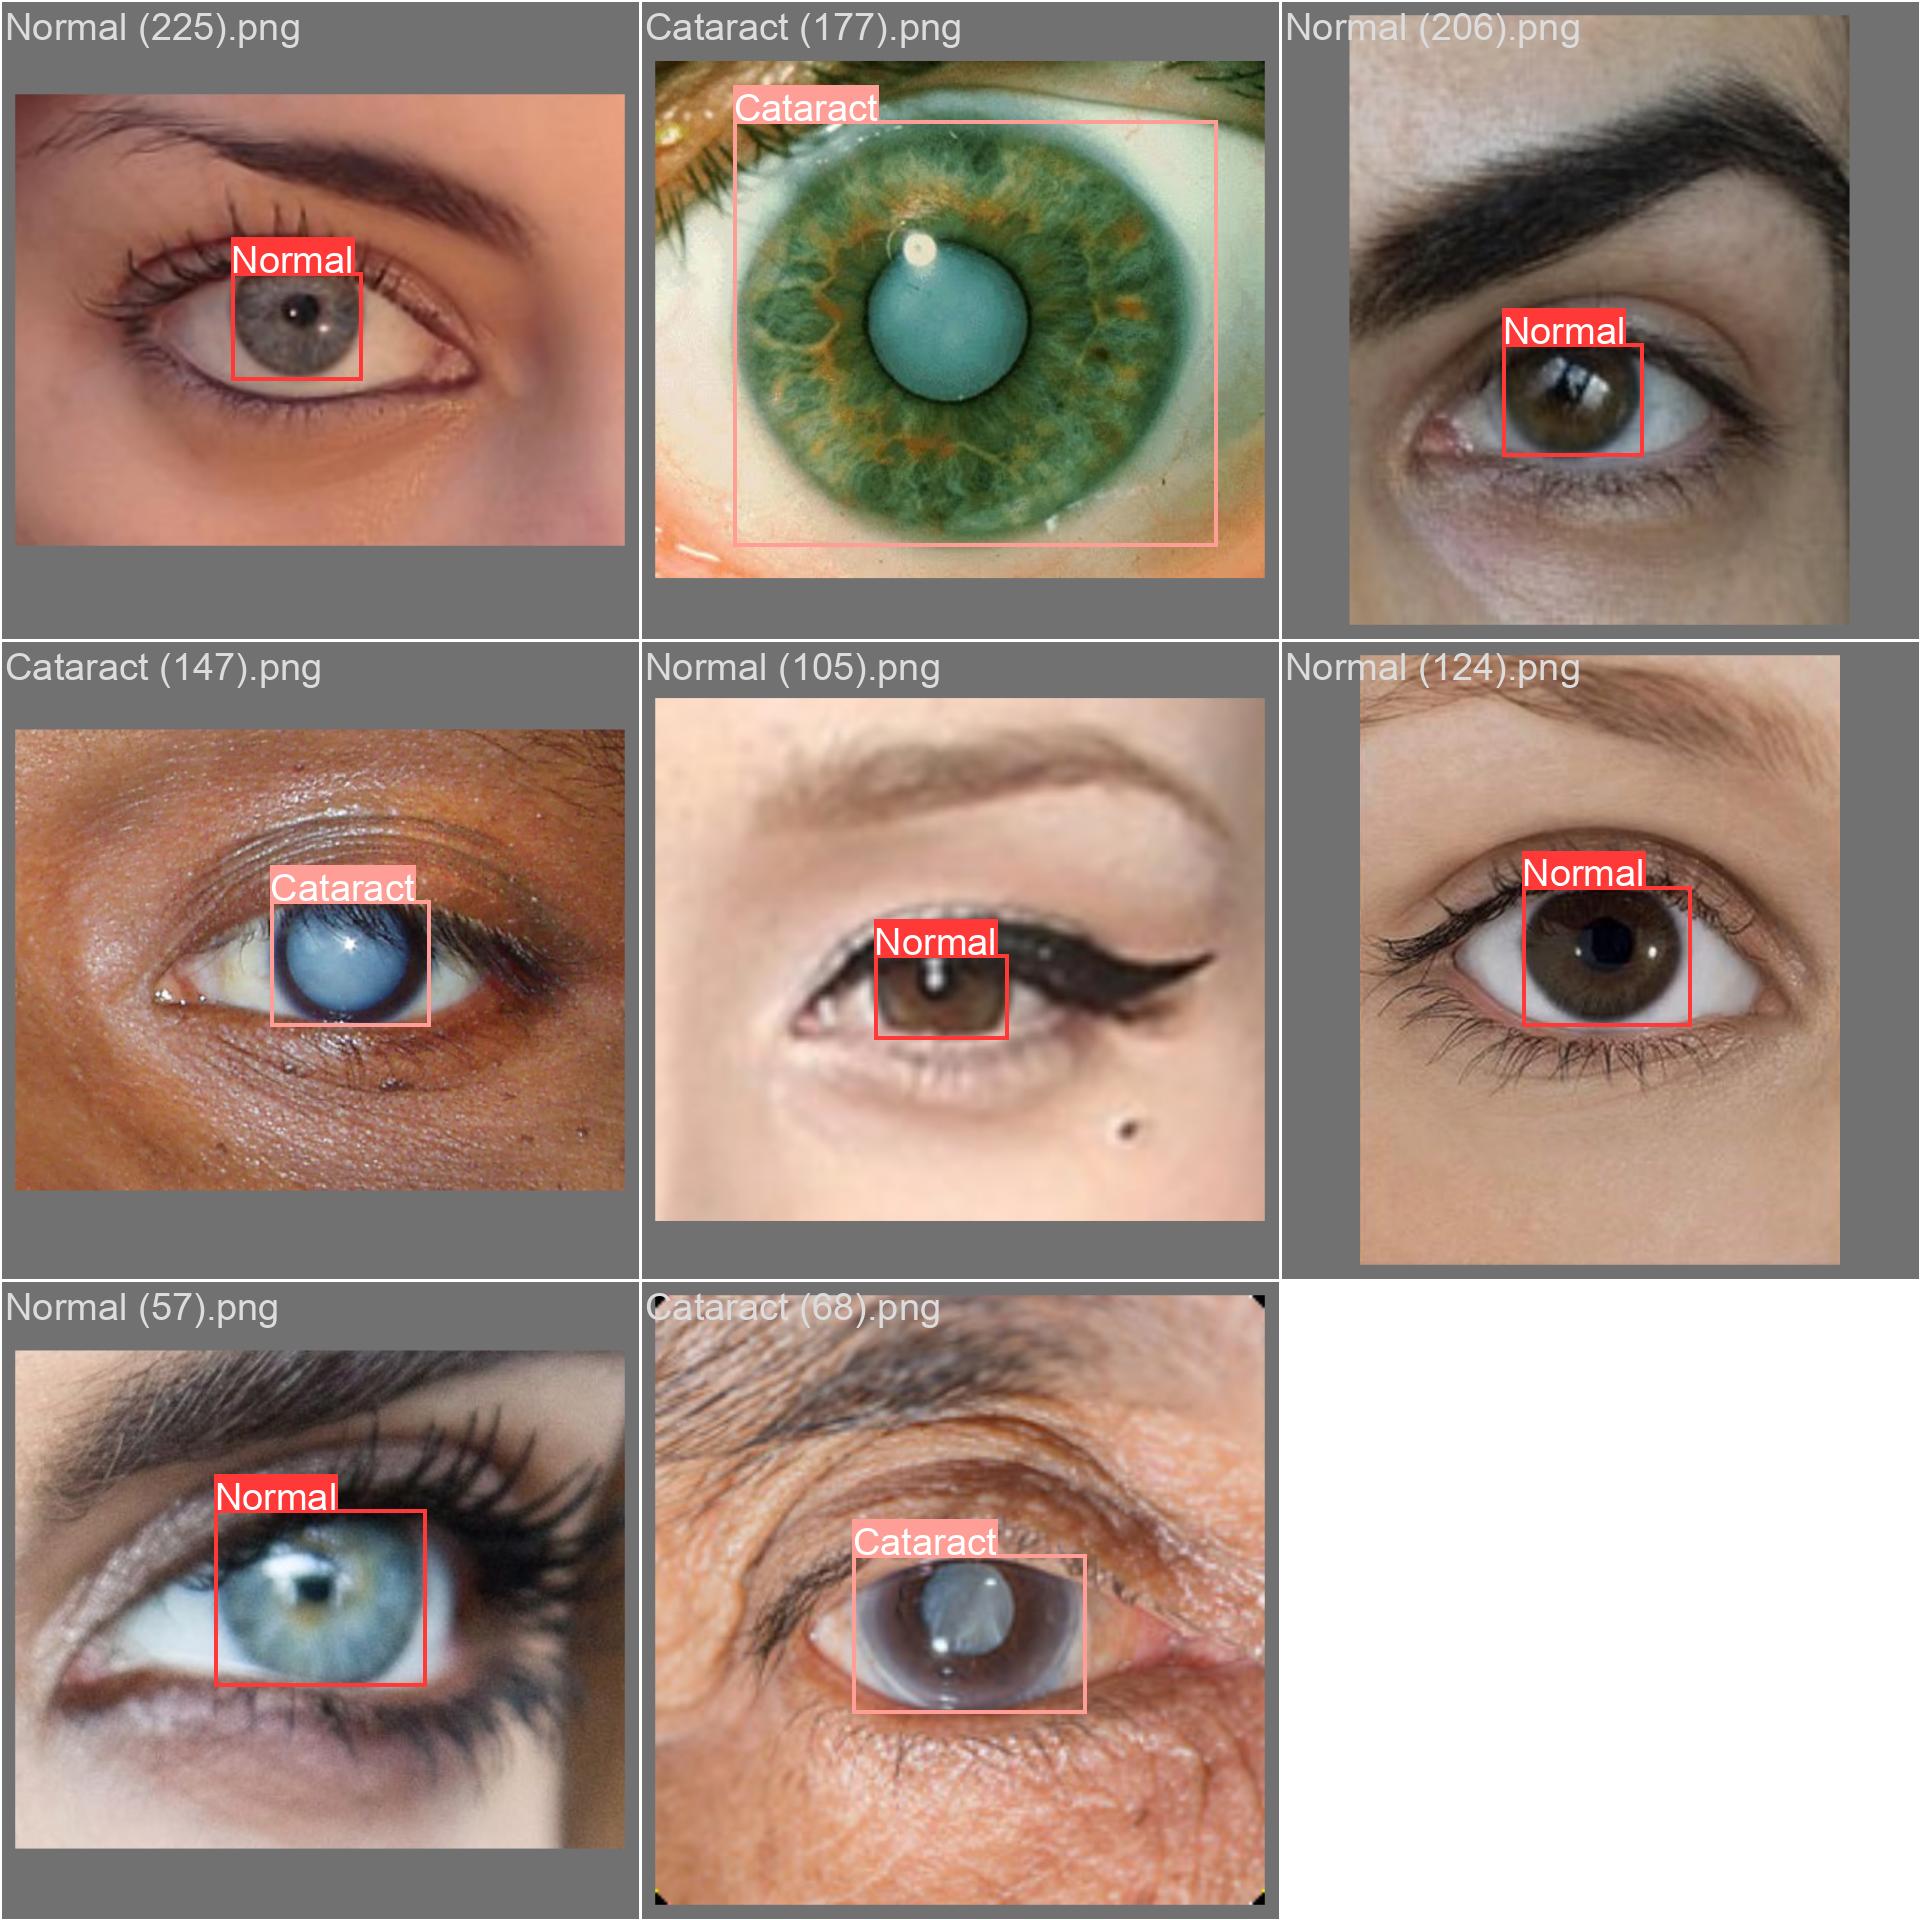 Normal (225).png
Normal
Cataract (177).png
Cataract
Normal (206).png
Normal
Cataract (147).png
Cataract
Normal (105).png
Normal
Normal (124).png
Normal
Normal (57).png
Normal
Cataract (68).png
Cataract